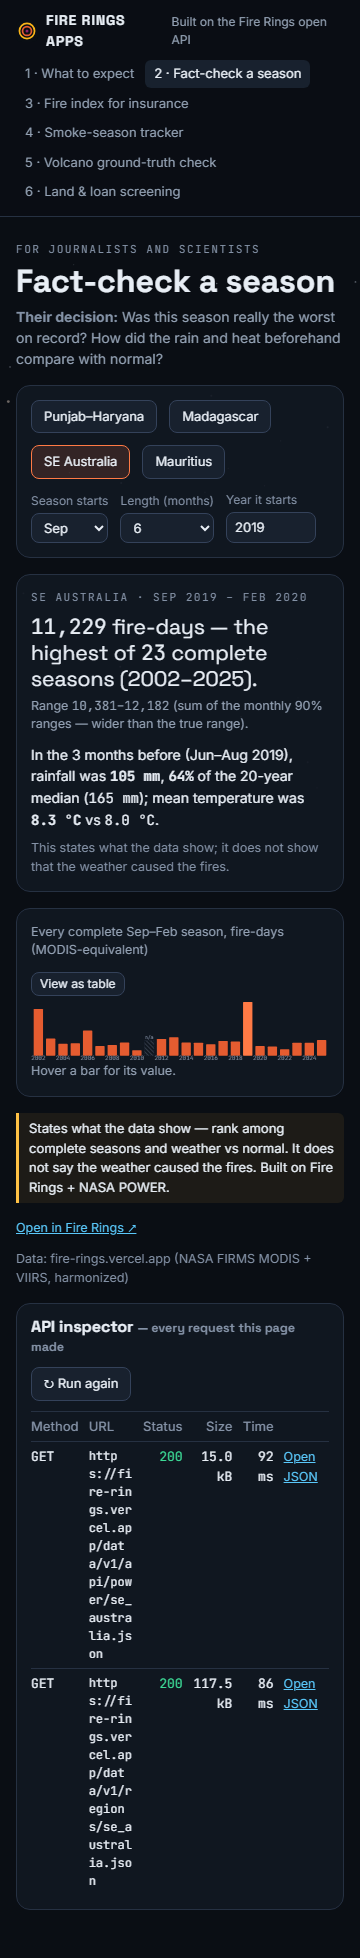 FIRE RINGS
APPS
Built on the Fire Rings open
API
1 · What to expect
2 · Fact-check a season
3 · Fire index for insurance
4 · Smoke-season tracker
5 · Volcano ground-truth check
6 · Land & loan screening
FOR JOURNALISTS AND SCIENTISTS
Fact-check a season
Their decision: Was this season really the worst
on record? How did the rain and heat beforehand
compare with normal?
Punjab–Haryana
Madagascar
SE Australia
Mauritius
Season starts
Length (months)
Year it starts
Sep
6
2019
SE AUSTRALIA · SEP 2019 – FEB 2020
11,229 fire-days — the
highest of 23 complete
seasons (2002–2025).
Range 10,381–12,182 (sum of the monthly 90%
ranges — wider than the true range).
In the 3 months before (Jun–Aug 2019),
rainfall was 105 mm, 64% of the 20-year
median (165 mm); mean temperature was
8.3 °C vs 8.0 °C.
This states what the data show; it does not show
that the weather caused the fires.
Every complete Sep–Feb season, fire-days
(MODIS-equivalent)
View as table
n/a
2002 2004 2006 2008 2010 2012 2014 2016 2018 2020 2022 2024
Hover a bar for its value.
States what the data show — rank among
complete seasons and weather vs normal. It does
not say the weather caused the fires. Built on Fire
Rings + NASA POWER.
Open in Fire Rings ↗
Data: fire-rings.vercel.app (NASA FIRMS MODIS +
VIIRS, harmonized)
API inspector — every request this page
made
↻ Run again
Method URL Status Size Time
GET http 200 15.0 92 Open
s://fi kB ms JSON
re-rin
gs.ver
cel.ap
p/dat
a/v1/a
pi/pow
er/se_
austra
lia.js
on
GET http 200 117.5 86 Open
s://fi kB ms JSON
re-rin
gs.ver
cel.ap
p/dat
a/v1/r
egion
s/se_a
ustral
ia.jso
n